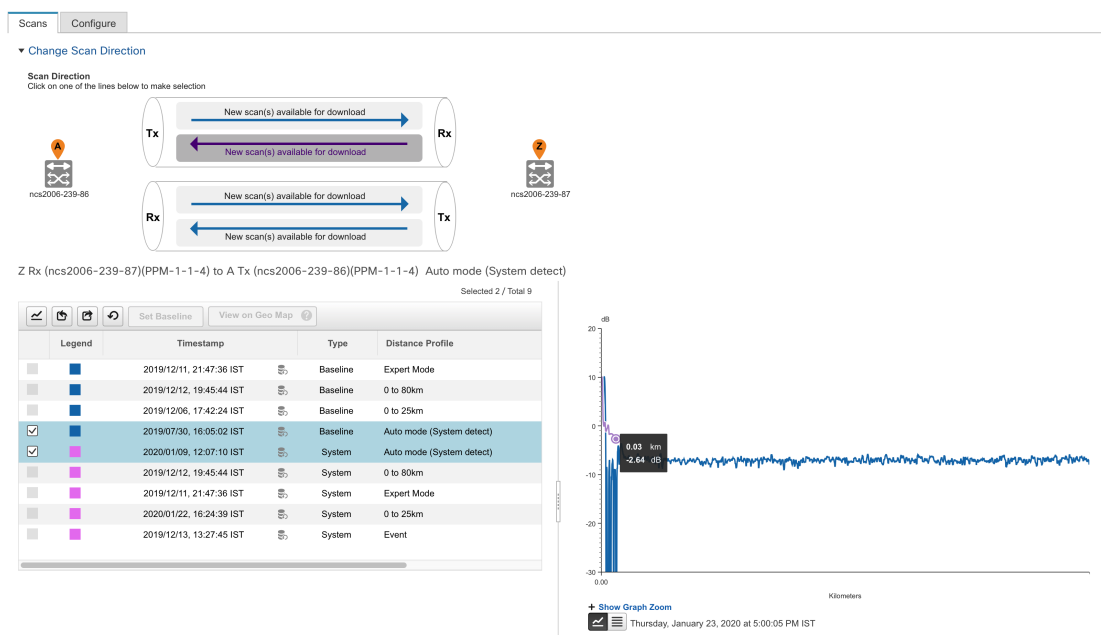 Scans Configure
Change Scan Direction
Scan Direction
Click on one of the lines below to make selection
A
ncs2006-239-86
Tx
New scan(s) available for download
New scan(s) available for download
Rx
Rx
New scan(s) available for download
New scan(s) available for download
Tx
Z
ncs2006-239-87
Z Rx (ncs2006-239-87)(PPM-1-1-4) to A Tx (ncs2006-239-86)(PPM-1-1-4) Auto mode (System detect)
Selected 2 / Total 9
Set Baseline View on Geo Map ?
Legend Timestamp Type Distance Profile
2019/12/11, 21:47:36 IST Baseline Expert Mode
2019/12/12, 19:45:44 IST Baseline 0 to 80km
2019/12/06, 17:42:24 IST Baseline 0 to 25km
2019/07/30, 16:05:02 IST Baseline Auto mode (System detect)
2020/01/09, 12:07:10 IST System Auto mode (System detect)
2019/12/12, 19:45:44 IST System 0 to 80km
2019/12/11, 21:47:36 IST System Expert Mode
2020/01/22, 16:24:39 IST System 0 to 25km
2019/12/13, 13:27:45 IST System Event
dB
20
10
0
-10
-20
-30
0.00
0.03 km
-2.64 dB
Kilometers
+ Show Graph Zoom
Thursday, January 23, 2020 at 5:00:05 PM IST